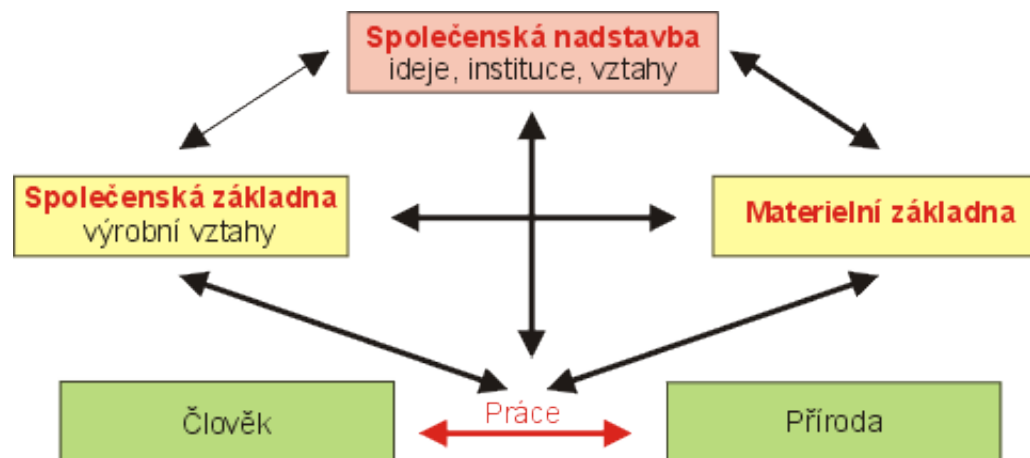 Společenská nadstavba
ideje, instituce, vztahy
Společenská základna
výrobní vztahy
Materielní základna
Člověk
Práce
Příroda